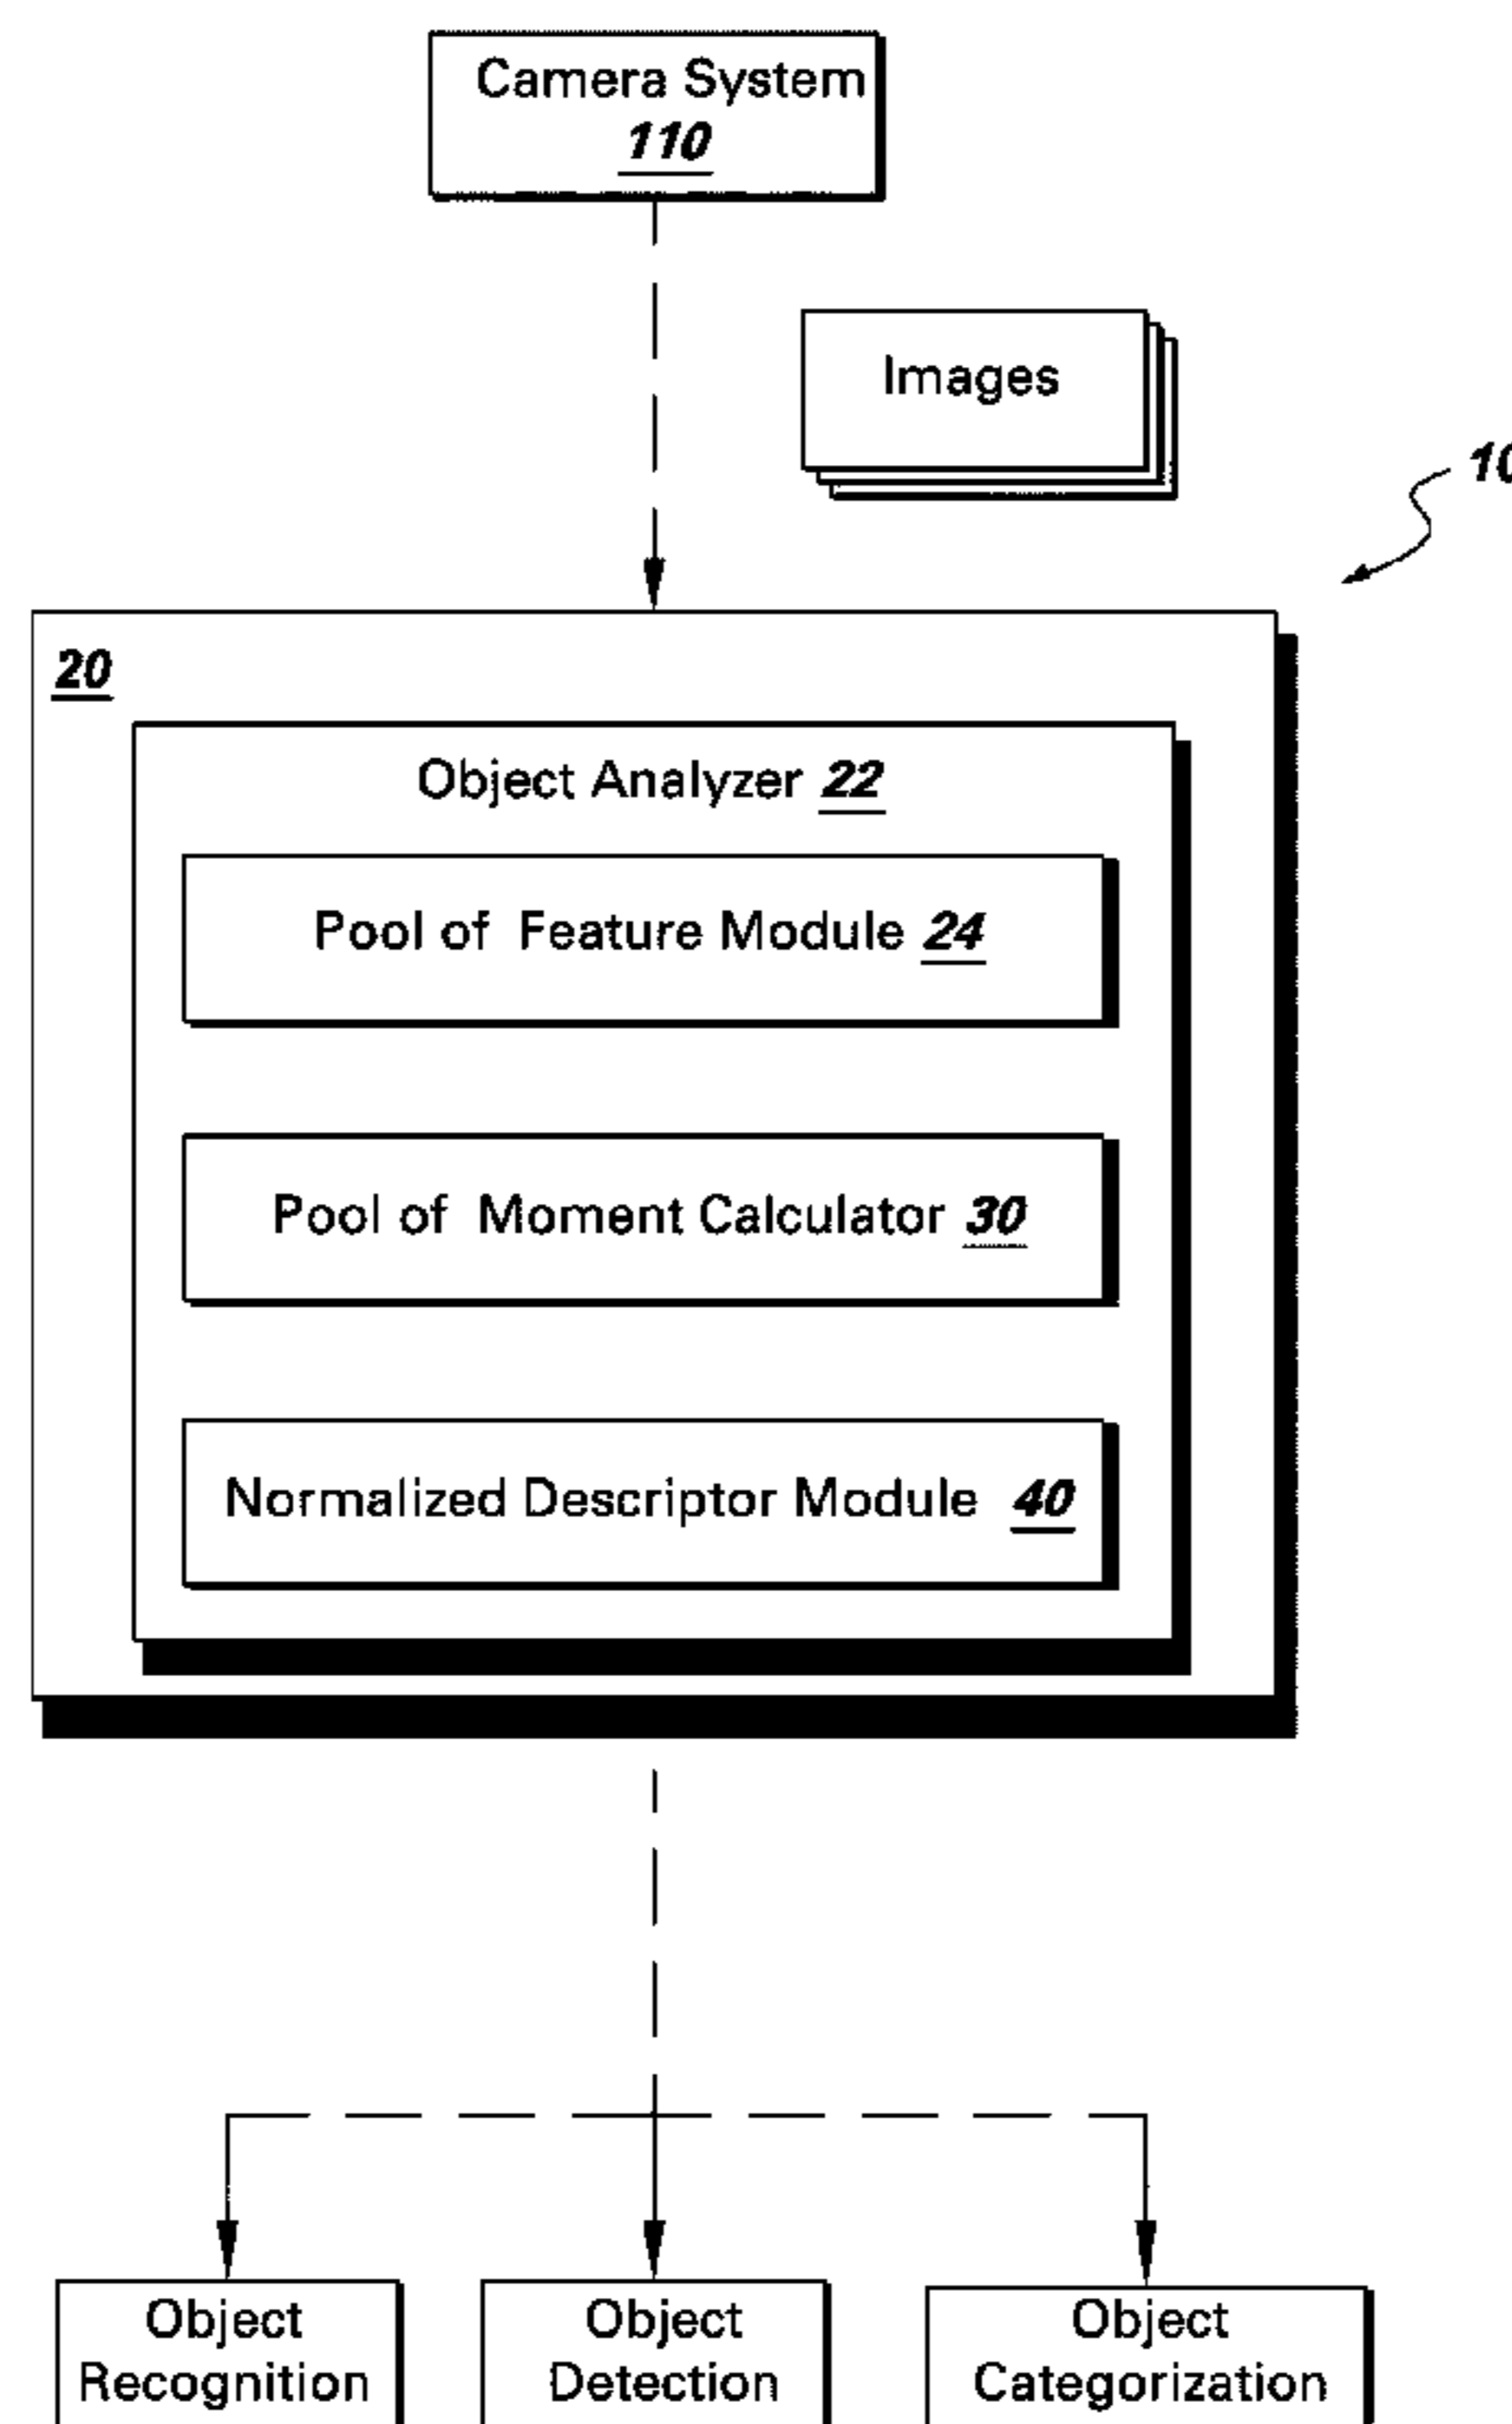 Camera System
110
Images
20
Object Analyzer 22
Pool of Feature Module 24
Pool of Moment Calculator 30
Normalized Descriptor Module 40
Object
Recognition
Object
Detection
Object
Categorization